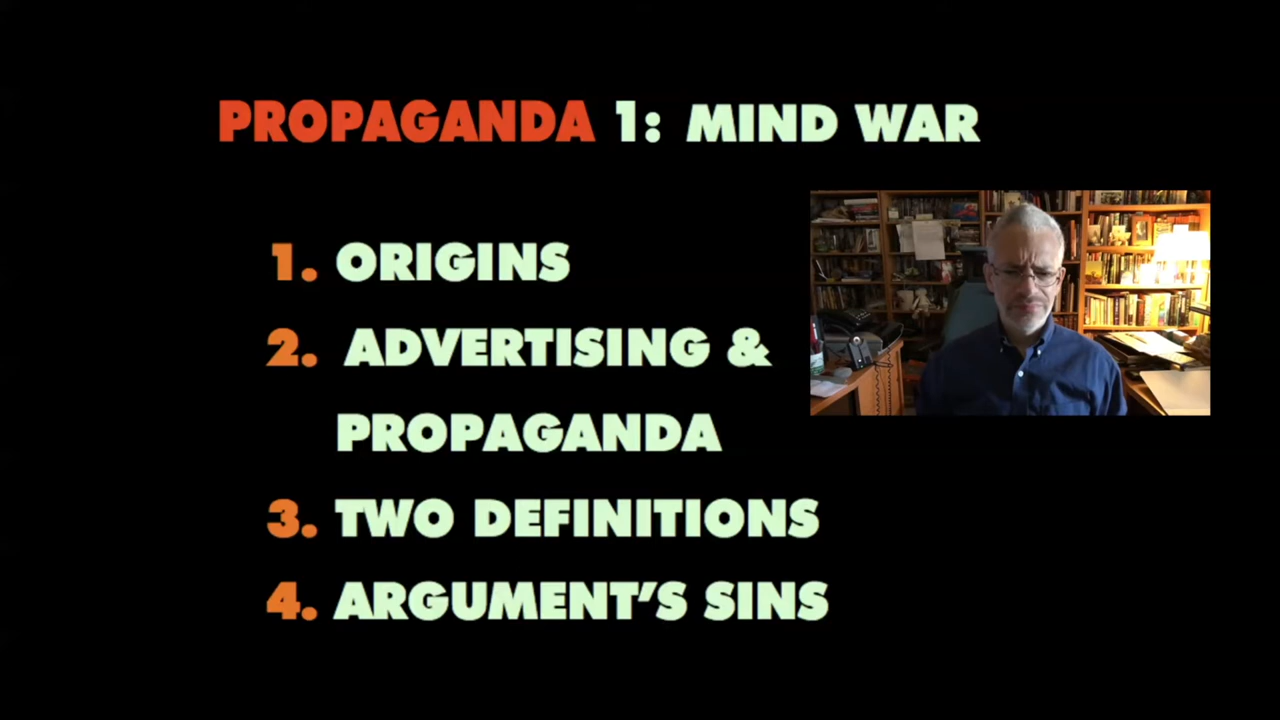 PROPAGANDA 1: MIND WAR
1. ORIGINS
2. ADVERTISING &
PROPAGANDA
3. TWO DEFINITIONS
4. ARGUMENT'S SINS